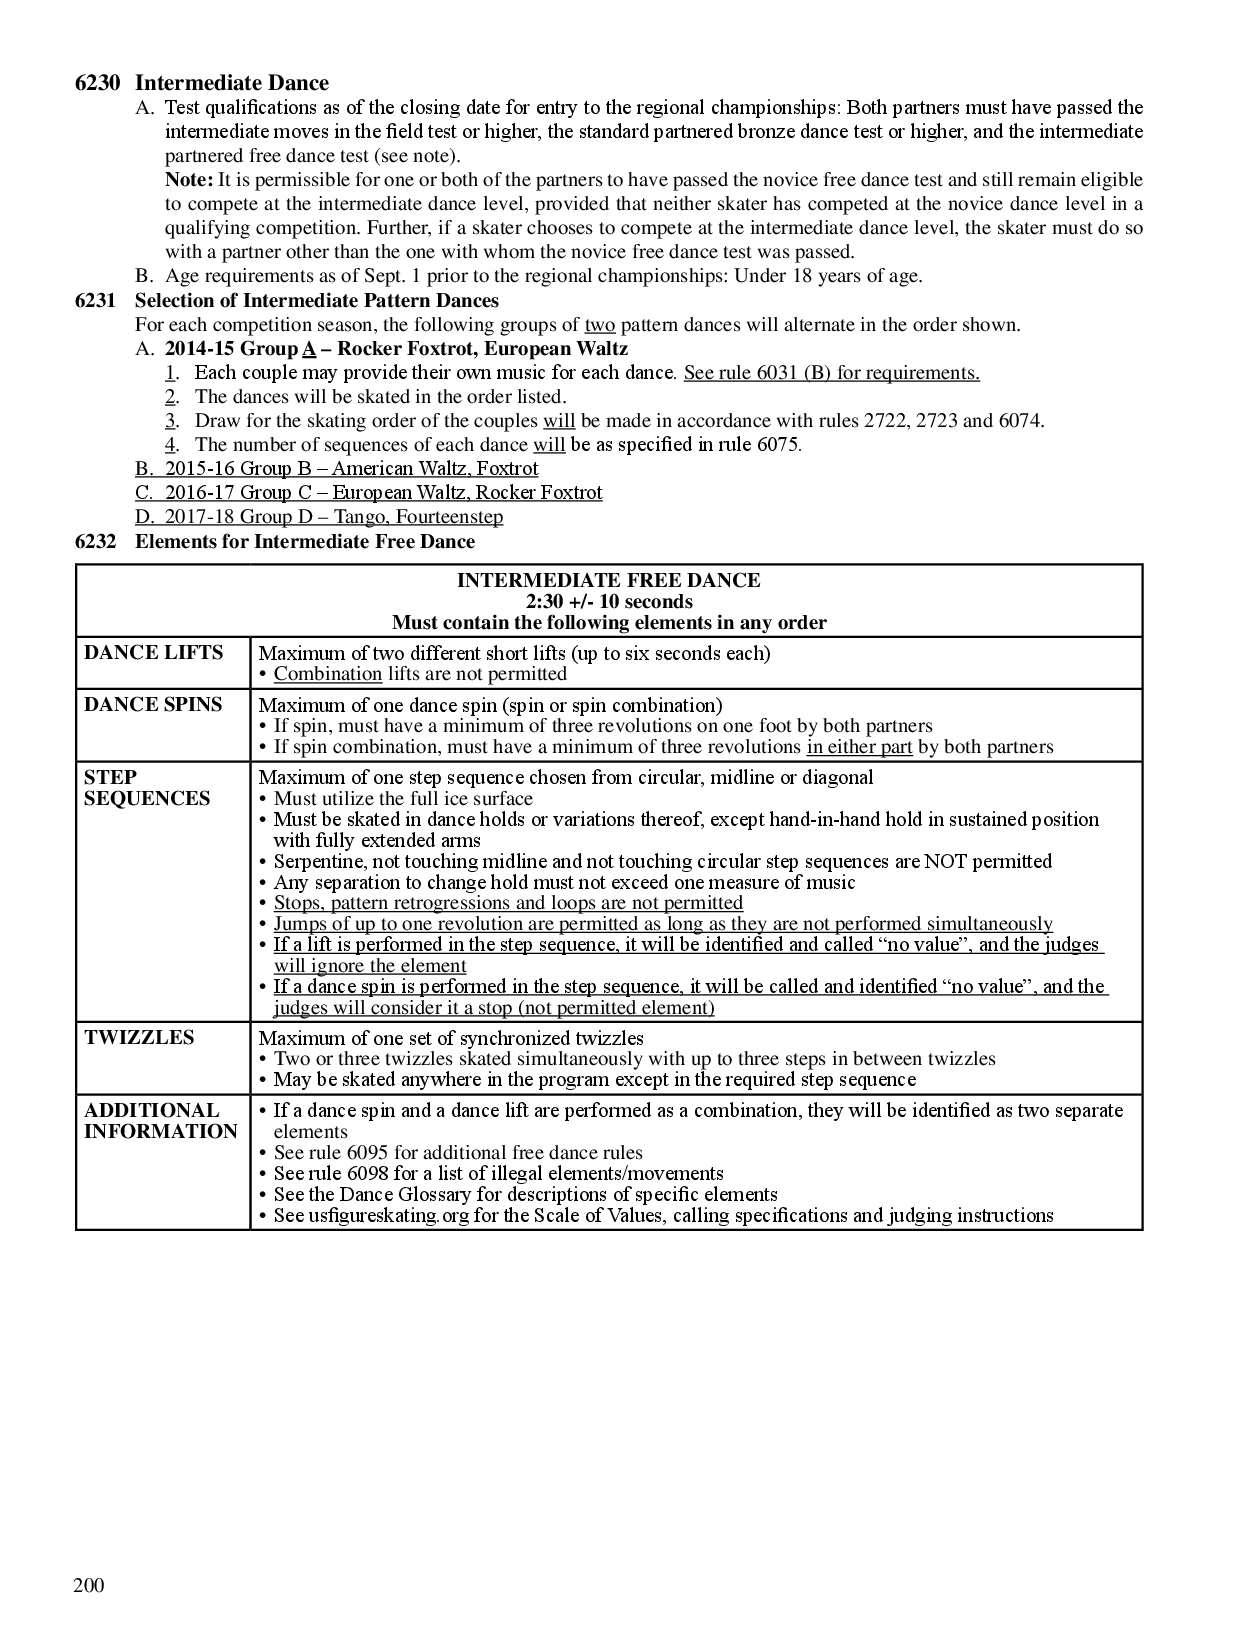 6230 Intermediate Dance
A. Test qualifications as of the closing date for entry to the regional championships: Both partners must have passed the
intermediate moves in the field test or higher, the standard partnered bronze dance test or higher, and the intermediate
partnered free dance test (see note).
Note: It is permissible for one or both of the partners to have passed the novice free dance test and still remain eligible
to compete at the intermediate dance level, provided that neither skater has competed at the novice dance level in a
qualifying competition. Further, if a skater chooses to compete at the intermediate dance level, the skater must do so
with a partner other than the one with whom the novice free dance test was passed.
B. Age requirements as of Sept. 1 prior to the regional championships: Under 18 years of age.
6231 Selection of Intermediate Pattern Dances
For each competition season, the following groups of two pattern dances will alternate in the order shown.
A. 2014-15 Group A – Rocker Foxtrot, European Waltz
1. Each couple may provide their own music for each dance. See rule 6031 (B) for requirements.
2. The dances will be skated in the order listed.
3. Draw for the skating order of the couples will be made in accordance with rules 2722, 2723 and 6074.
4. The number of sequences of each dance will be as specified in rule 6075.
B. 2015-16 Group B – American Waltz, Foxtrot
C. 2016-17 Group C – European Waltz, Rocker Foxtrot
D. 2017-18 Group D – Tango, Fourteenstep
6232 Elements for Intermediate Free Dance
INTERMEDIATE FREE DANCE
2:30 +/- 10 seconds
Must contain the following elements in any order
DANCE LIFTS Maximum of two different short lifts (up to six seconds each)
• Combination lifts are not permitted
DANCE SPINS Maximum of one dance spin (spin or spin combination)
• If spin, must have a minimum of three revolutions on one foot by both partners
• If spin combination, must have a minimum of three revolutions in either part by both partners
STEP Maximum of one step sequence chosen from circular, midline or diagonal
SEQUENCES • Must utilize the full ice surface
• Must be skated in dance holds or variations thereof, except hand-in-hand hold in sustained position
with fully extended arms
• Serpentine, not touching midline and not touching circular step sequences are NOT permitted
• Any separation to change hold must not exceed one measure of music
• Stops, pattern retrogressions and loops are not permitted
• Jumps of up to one revolution are permitted as long as they are not performed simultaneously
• If a lift is performed in the step sequence, it will be identified and called “no value”, and the judges
will ignore the element
• If a dance spin is performed in the step sequence, it will be called and identified “no value”, and the
judges will consider it a stop (not permitted element)
TWIZZLES Maximum of one set of synchronized twizzles
• Two or three twizzles skated simultaneously with up to three steps in between twizzles
• May be skated anywhere in the program except in the required step sequence
ADDITIONAL • If a dance spin and a dance lift are performed as a combination, they will be identified as two separate
INFORMATION elements
• See rule 6095 for additional free dance rules
• See rule 6098 for a list of illegal elements/movements
• See the Dance Glossary for descriptions of specific elements
• See usfigureskating.org for the Scale of Values, calling specifications and judging instructions
200